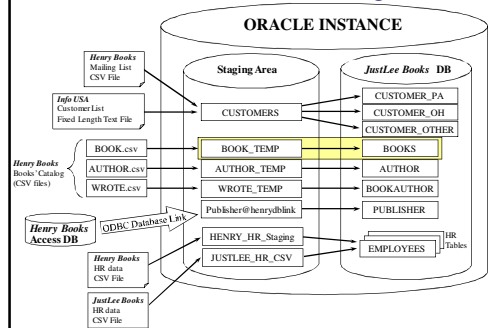 ORACLE INSTANCE
Henry Books
Mailing List
CSV File
Staging Area
JustLee Books DB
Info USA
CustomerList
Fixed Length Text File
CUSTOMERS
CUSTOMER_PA
CUSTOMER_OH
CUSTOMER_OTHER
Henry Books
Books' Catalog
(CSV files)
BOOK.csv
BOOK_TEMP
BOOKS
AUTHOR.csv
AUTHOR_TEMP
AUTHOR
WROTE.csv
WROTE_TEMP
BOOKAUTHOR
Henry Books
Access DB
ODBC Database Link
Publisher@henrydblink
PUBLISHER
Henry Books
HR data
CSV File
HENRY_HR_Staging
JUSTLEE_HR_CSV
EMPLOYEES
HR
Tables
JustLee Books
HR data
CSV File